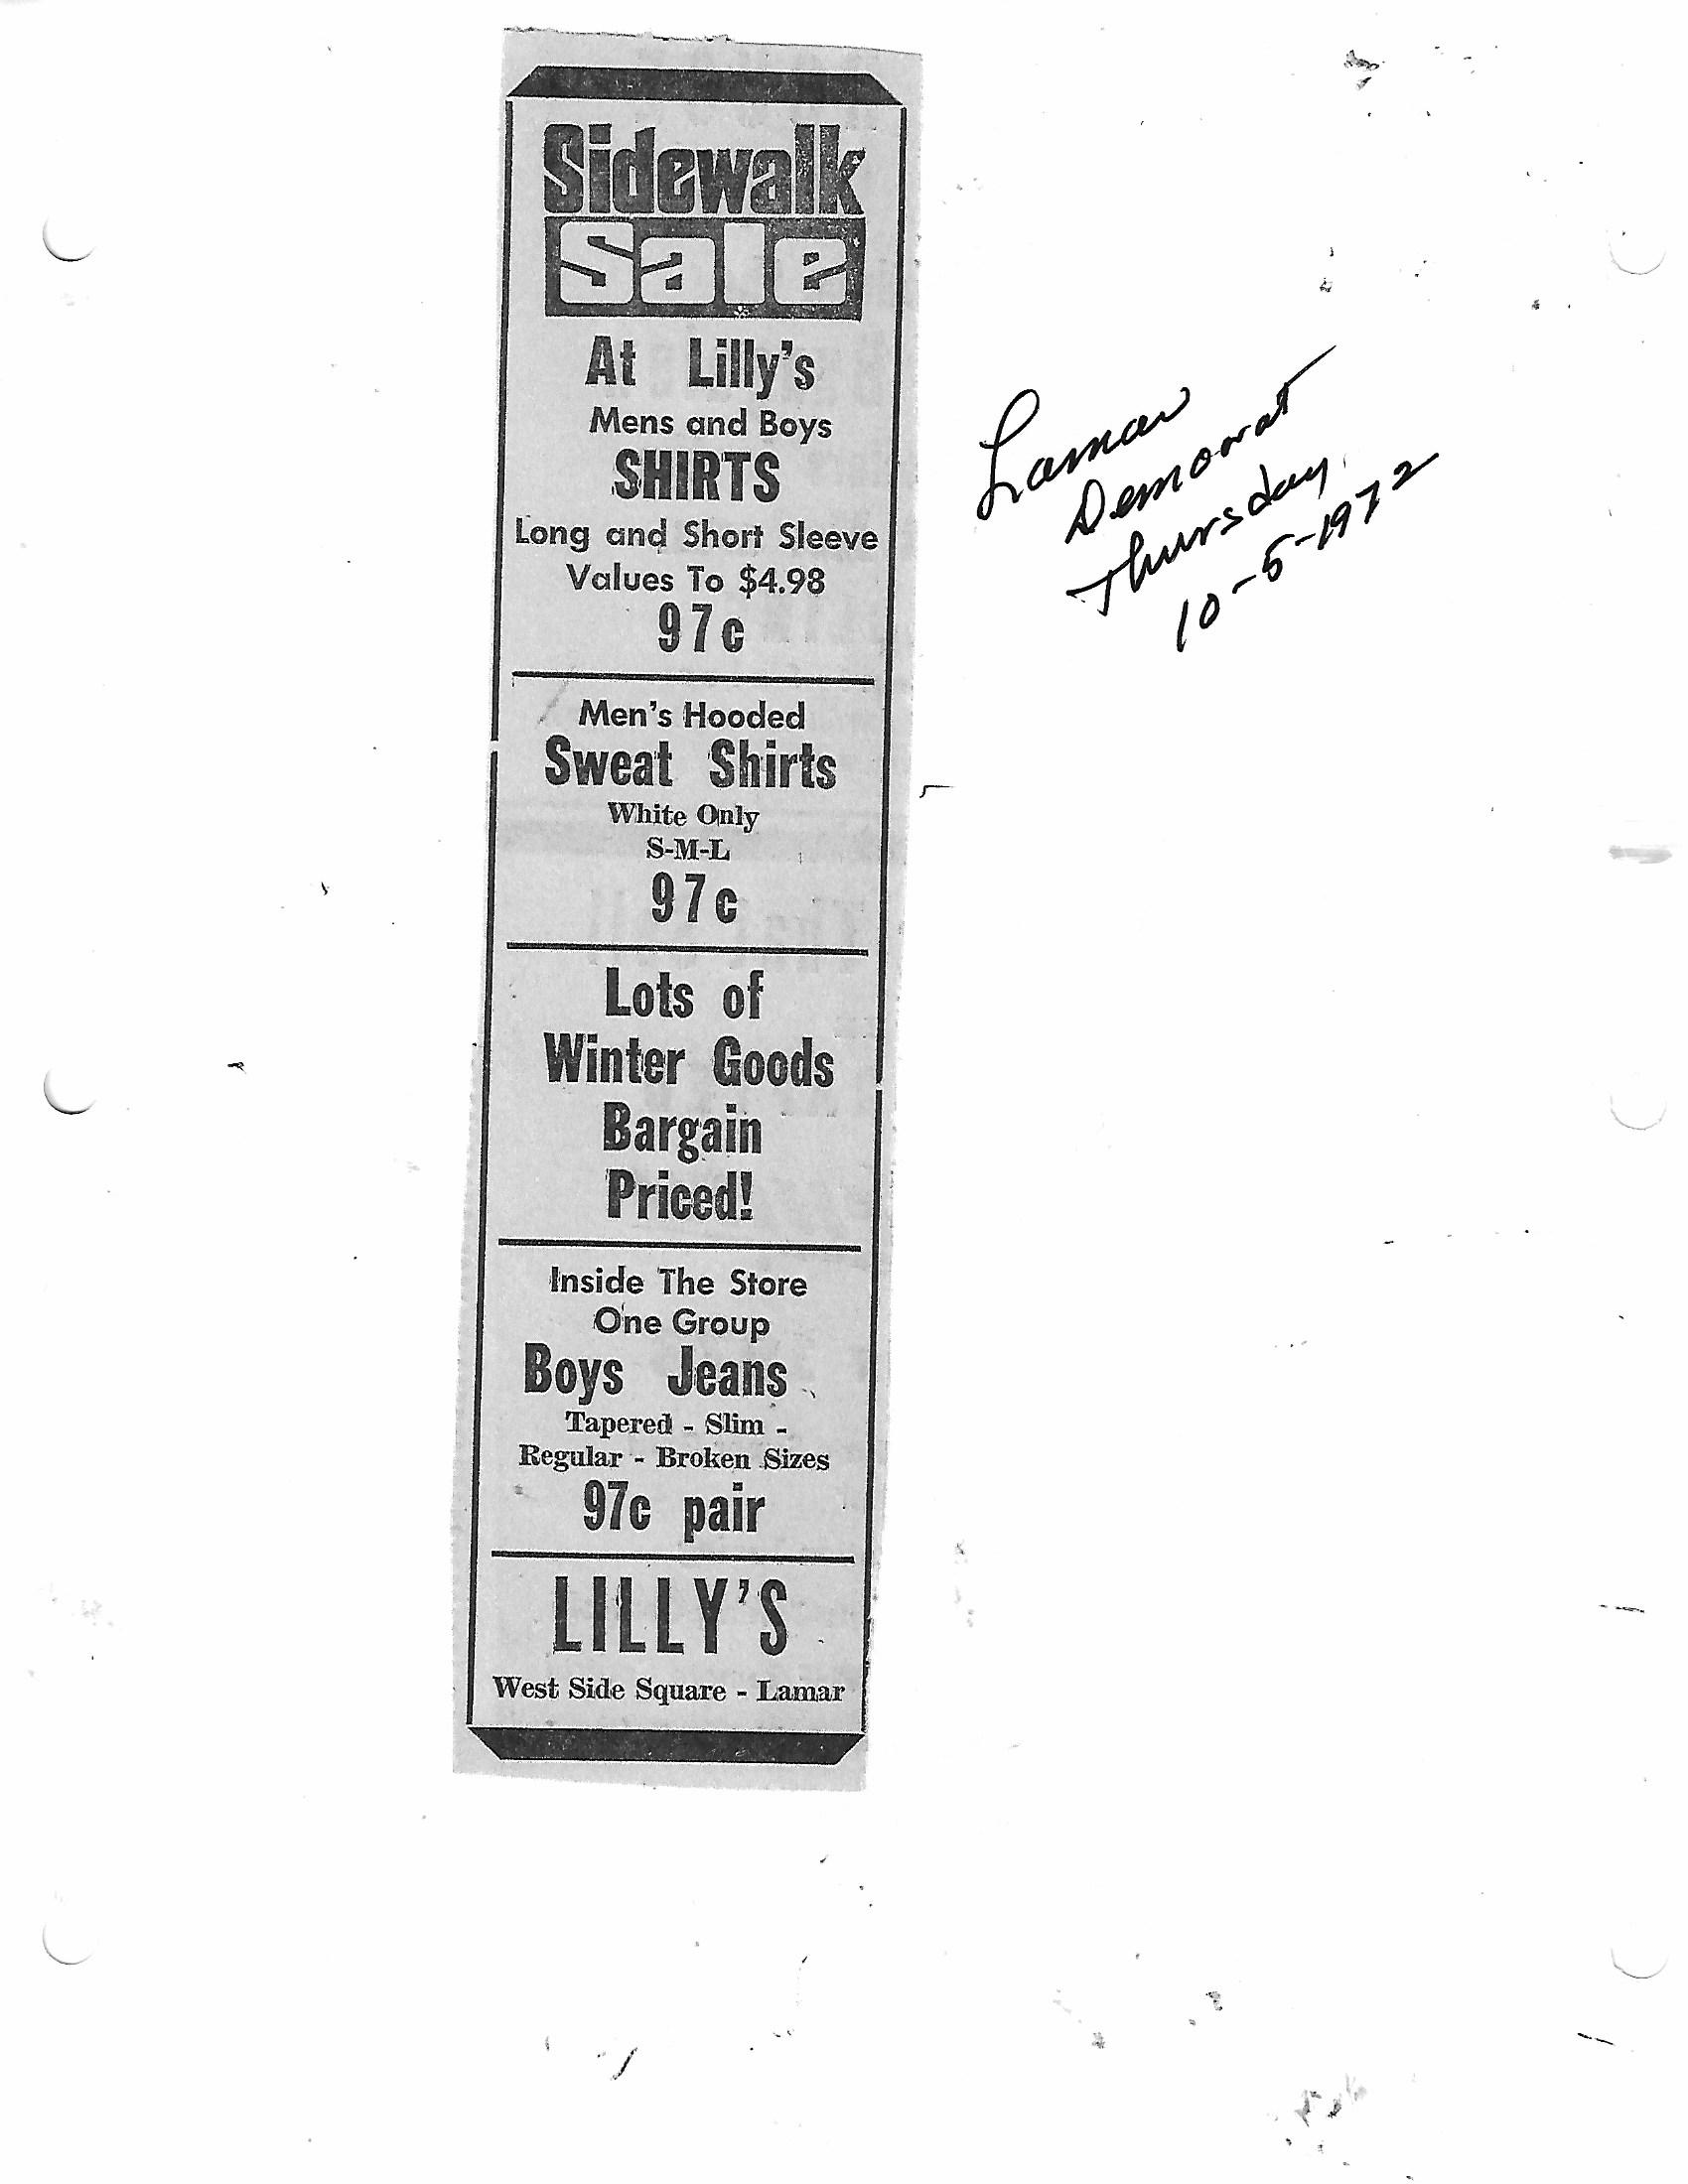 Sidewalk
Sale
At Lilly's
Mens and Boys
SHIRTS
Long and Short Sleeve
Values To $4.98
97c
Men's Hooded
Sweat Shirts
White Only
S-M-L
97c
Lots of
Winter Goods
Bargain
Priced!
Inside The Store
One Group
Boys Jeans
Tapered - Slim -
Regular - Broken Sizes
97c pair
LILLY'S
West Side Square - Lamar
Lamar
Democrat
Thursday
10-5-1972